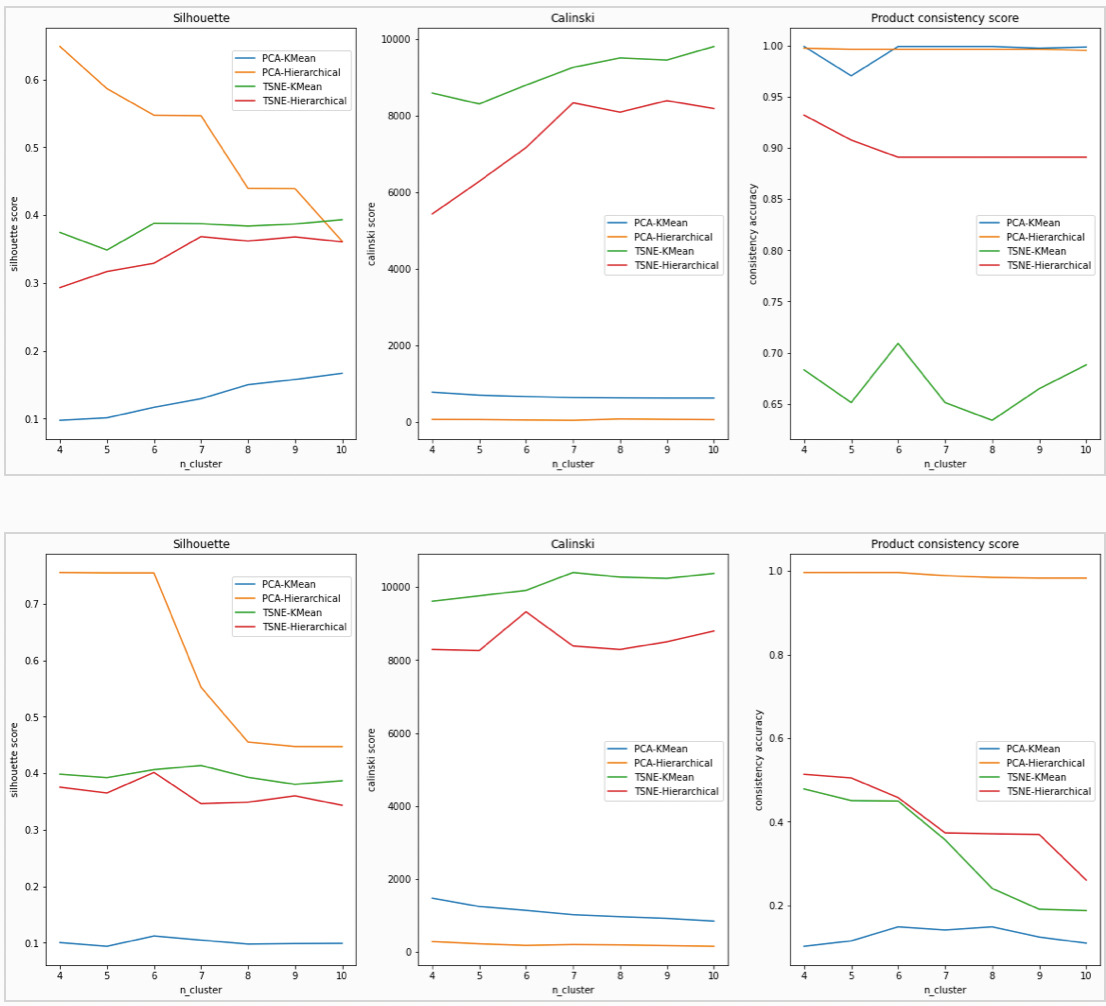 Silhouette
silhouette score
0.6
0.5
0.4
0.3
0.2
0.1
PCA-KMean
PCA-Hierarchical
TSNE-KMean
TSNE-Hierarchical
4 5 6 7 8 9 10
n_cluster
Calinski
calinski score
10000
8000
6000
4000
2000
0
PCA-KMean
PCA-Hierarchical
TSNE-KMean
TSNE-Hierarchical
4 5 6 7 8 9 10
n_cluster
Product consistency score
consistency accuracy
1.00
0.95
0.90
0.85
0.80
0.75
0.70
0.65
PCA-KMean
PCA-Hierarchical
TSNE-KMean
TSNE-Hierarchical
4 5 6 7 8 9 10
n_cluster
Silhouette
silhouette score
0.7
0.6
0.5
0.4
0.3
0.2
0.1
PCA-KMean
PCA-Hierarchical
TSNE-KMean
TSNE-Hierarchical
4 5 6 7 8 9 10
n_cluster
Calinski
calinski score
10000
8000
6000
4000
2000
0
PCA-KMean
PCA-Hierarchical
TSNE-KMean
TSNE-Hierarchical
4 5 6 7 8 9 10
n_cluster
Product consistency score
consistency accuracy
1.0
0.8
0.6
0.4
0.2
PCA-KMean
PCA-Hierarchical
TSNE-KMean
TSNE-Hierarchical
4 5 6 7 8 9 10
n_cluster